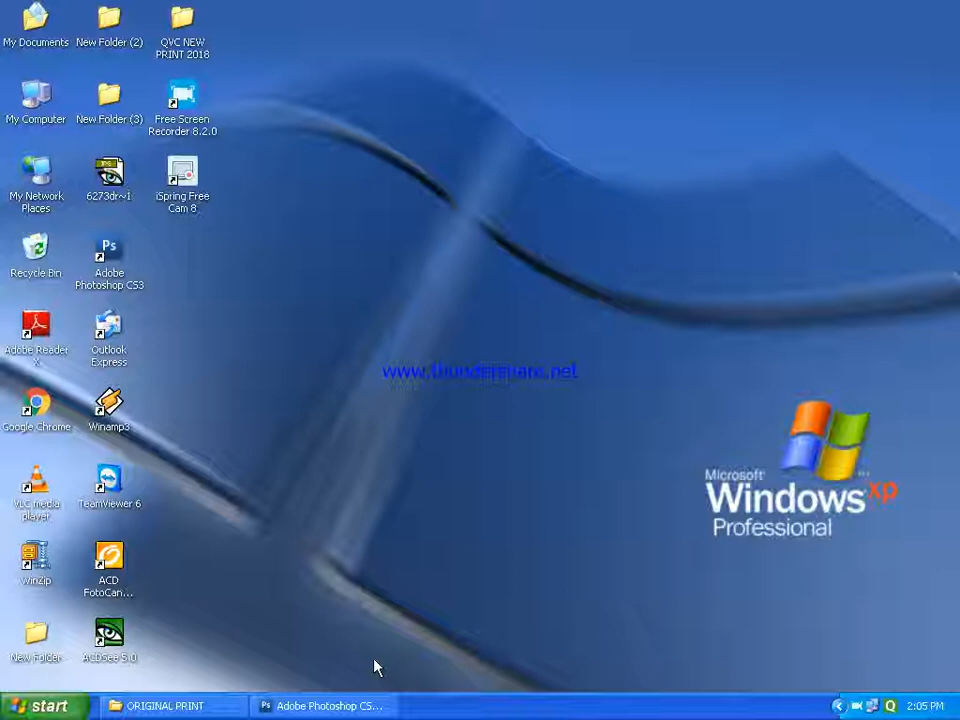 My Documents
New Folder (2)
QVC NEW
PRINT 2018
My Computer
New Folder (3)
Free Screen
Recorder 8.2.0
My Network
Places
6273dr~1
iSpring Free
Cam 8
Recycle Bin
Ps
Adobe
Photoshop CS3
Adobe Reader
X
Outlook
Express
Google Chrome
Winamp3
www.thundershare.net
VLC media
player
TeamViewer 6
WinZip
ACD
FotoCan...
New Folder
ACDSee 5.0
Microsoft
Windows xp
Professional
start
ORIGINAL PRINT
Ps
Adobe Photoshop CS...
2:05 PM